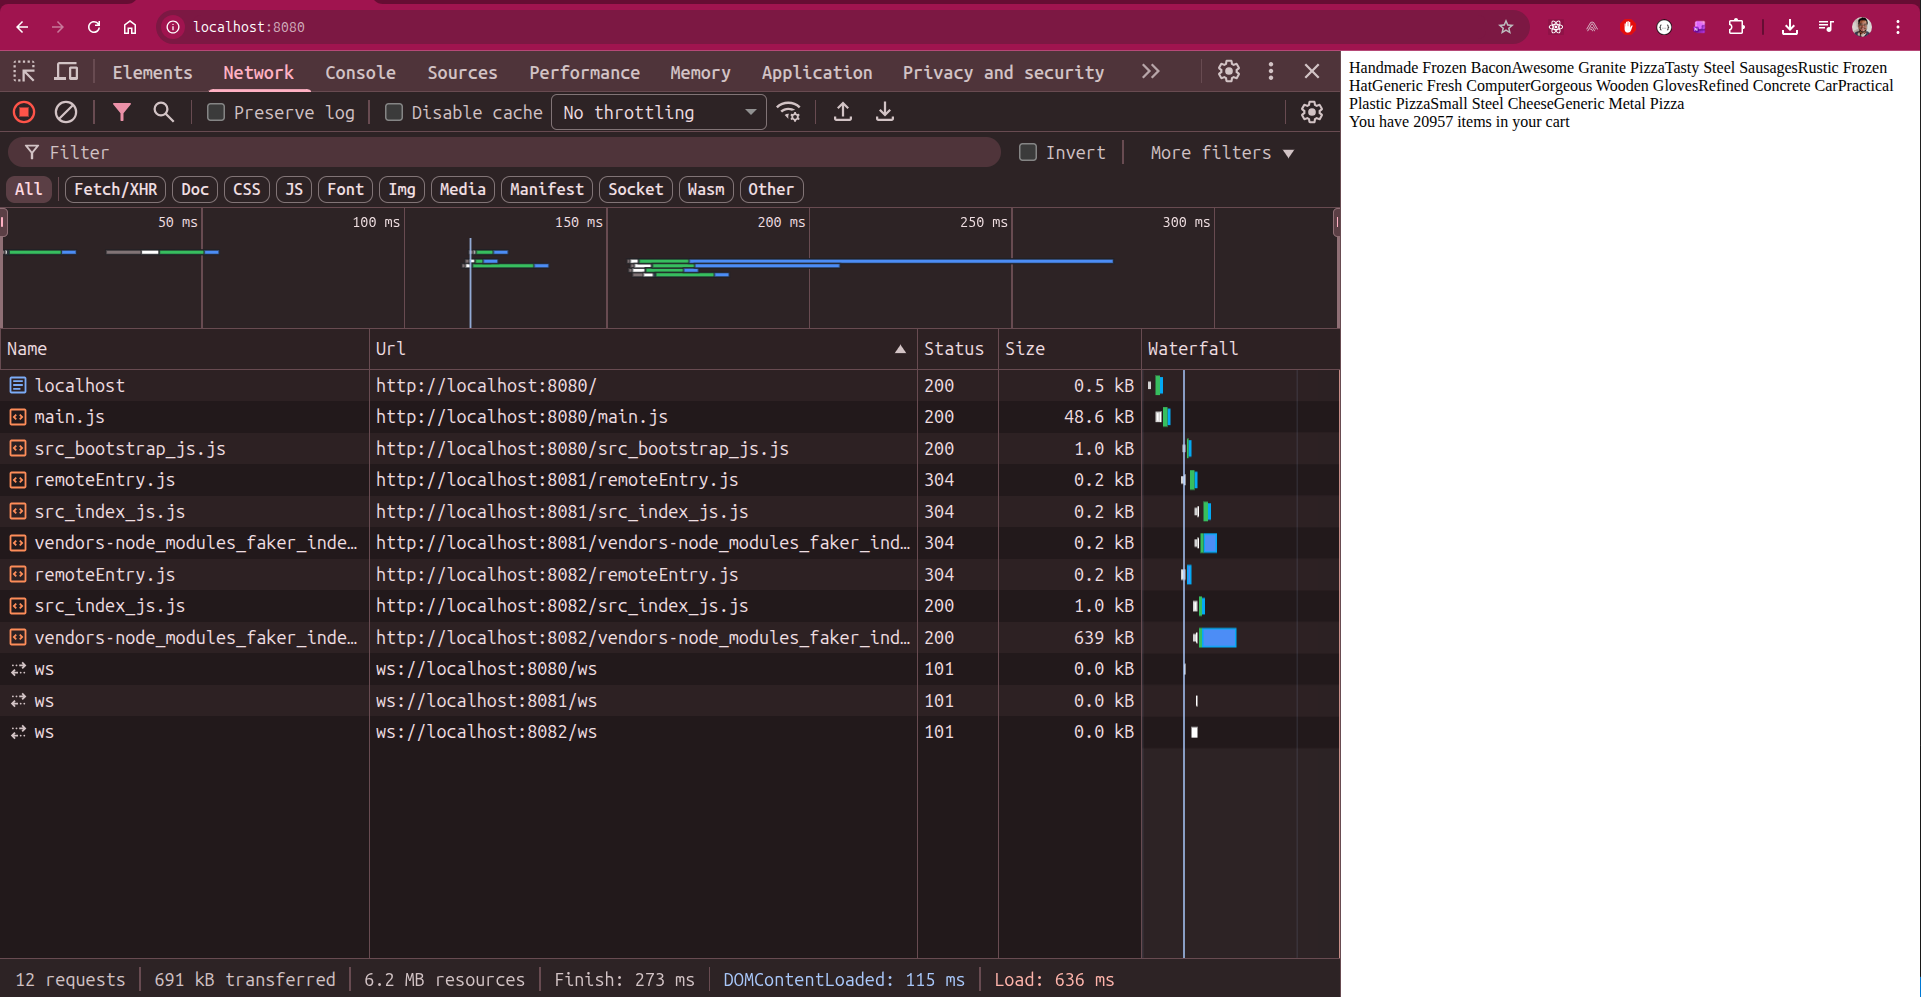 localhost:8080
Elements Network Console Sources Performance Memory Application Privacy and security
Preserve log Disable cache No throttling
Filter Invert More filters
All Fetch/XHR Doc CSS JS Font Img Media Manifest Socket Wasm Other
50 ms 100 ms 150 ms 200 ms 250 ms 300 ms
Name Url Status Size Waterfall
localhost http://localhost:8080/ 200 0.5 kB
main.js http://localhost:8080/main.js 200 48.6 kB
src_bootstrap_js.js http://localhost:8080/src_bootstrap_js.js 200 1.0 kB
remoteEntry.js http://localhost:8081/remoteEntry.js 304 0.2 kB
src_index_js.js http://localhost:8081/src_index_js.js 304 0.2 kB
vendors-node_modules_faker_inde… http://localhost:8081/vendors-node_modules_faker_ind… 304 0.2 kB
remoteEntry.js http://localhost:8082/remoteEntry.js 304 0.2 kB
src_index_js.js http://localhost:8082/src_index_js.js 200 1.0 kB
vendors-node_modules_faker_inde… http://localhost:8082/vendors-node_modules_faker_ind… 200 639 kB
ws ws://localhost:8080/ws 101 0.0 kB
ws ws://localhost:8081/ws 101 0.0 kB
ws ws://localhost:8082/ws 101 0.0 kB
12 requests 691 kB transferred 6.2 MB resources Finish: 273 ms DOMContentLoaded: 115 ms Load: 636 ms
Handmade Frozen BaconAwesome Granite PizzaTasty Steel SausagesRustic Frozen
HatGeneric Fresh ComputerGorgeous Wooden GlovesRefined Concrete CarPractical
Plastic PizzaSmall Steel CheeseGeneric Metal Pizza
You have 20957 items in your cart